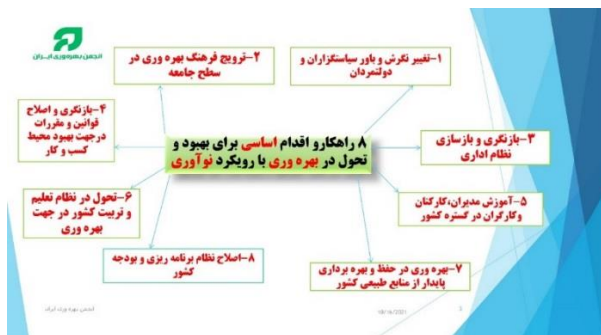 انجمن بهره‌وری ایران
۱-تغییر نگرش و باور سیاستگزاران و
دولتمردان
۲-ترویج فرهنگ بهره وری در
سطح جامعه
۳-بازنگری و بازسازی
نظام اداری
۴-بازنگری و اصلاح
قوانین و مقررات
درجهت بهبود محیط
کسب و کار
۸ راهکارو اقدام اساسی برای بهبود و
تحول در بهره وری با رویکرد نوآوری
۵-آموزش مدیران،کارکنان
وکارگران در گستره کشور
۶-تحول در نظام تعلیم
و تربیت کشور در جهت
بهره وری
۷-بهره وری در حفظ و بهره برداری
پایدار از منابع طبیعی کشور
۸-اصلاح نظام برنامه ریزی و بودجه
کشور
انجمن بهره وری ایران